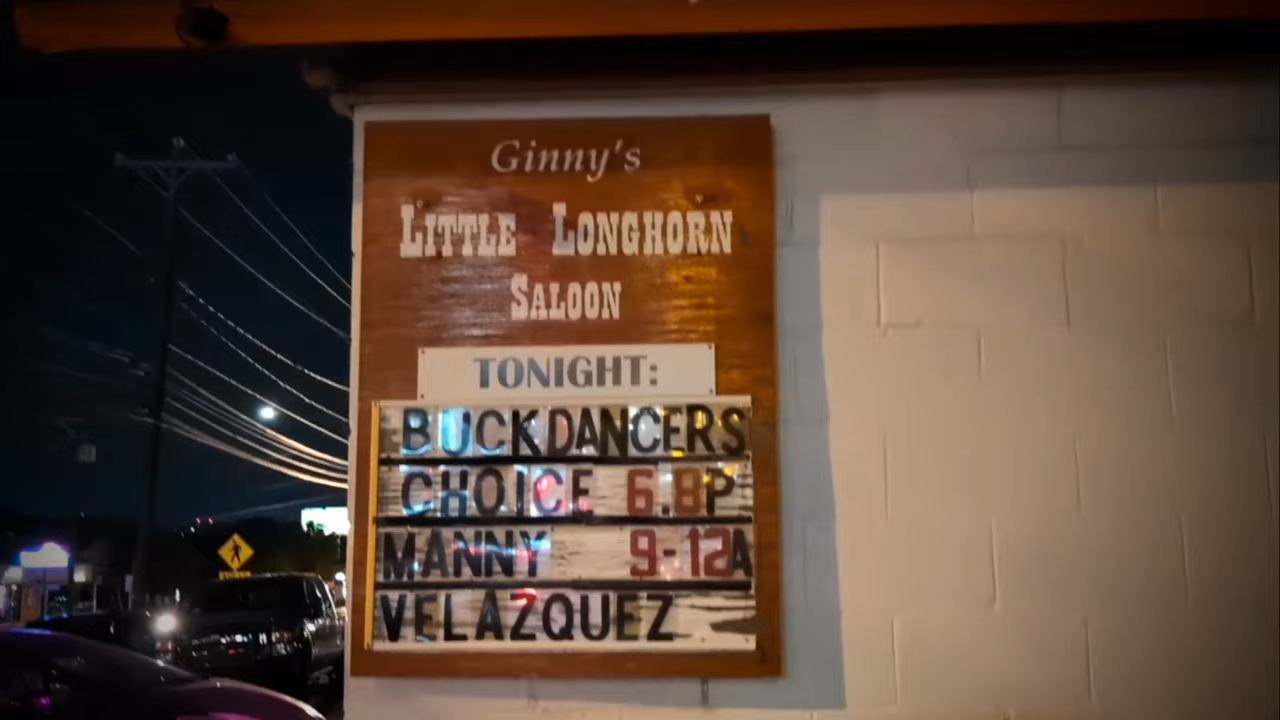 Ginny's
LITTLE LONGHORN
SALOON
TONIGHT:
BUCKDANCERS
CHOICE 6.8P
MANNY 9-12A
VELAZQUEZ